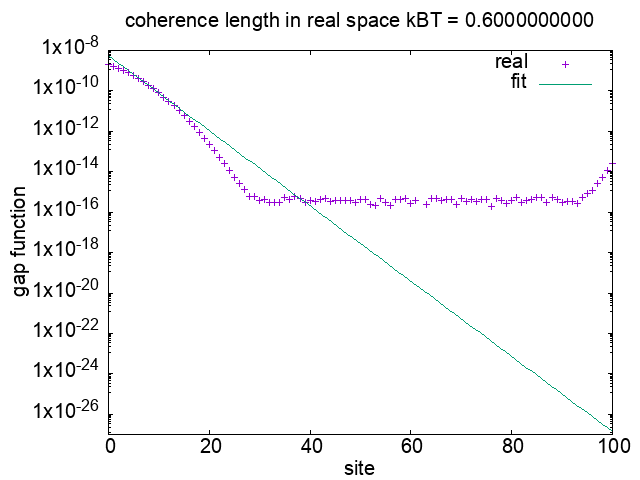 coherence length in real space kBT = 0.6000000000
real
fit
1x10^-8
1x10^-10
1x10^-12
1x10^-14
1x10^-16
1x10^-18
1x10^-20
1x10^-22
1x10^-24
1x10^-26
gap function
0 20 40 60 80 100
site